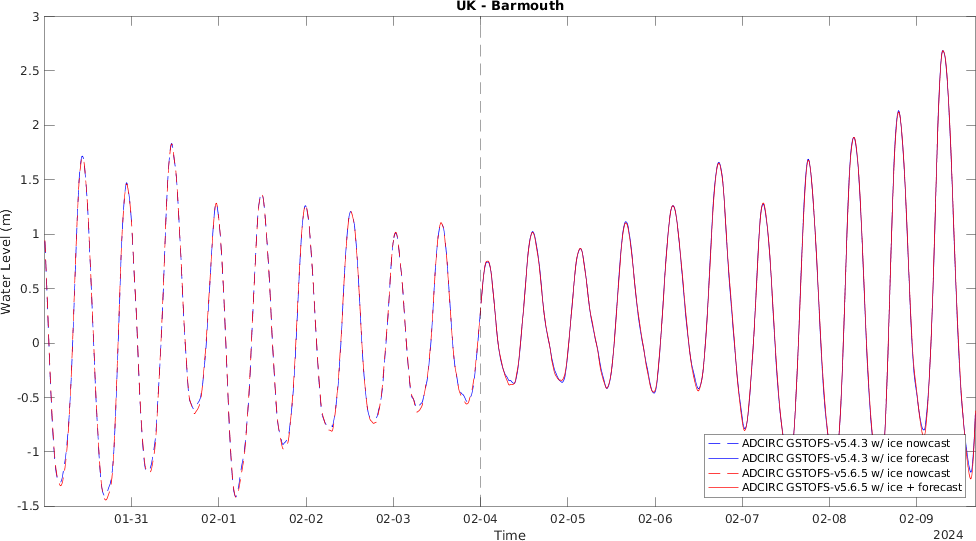 UK - Barmouth
3
2.5
2
1.5
1
0.5
0
-0.5
-1
-1.5
Water Level (m)
ADCIRC GSTOFS-v5.4.3 w/ ice nowcast
ADCIRC GSTOFS-v5.4.3 w/ ice forecast
ADCIRC GSTOFS-v5.6.5 w/ ice nowcast
ADCIRC GSTOFS-v5.6.5 w/ ice + forecast
01-31 02-01 02-02 02-03 02-04 02-05 02-06 02-07 02-08 02-09
Time
2024